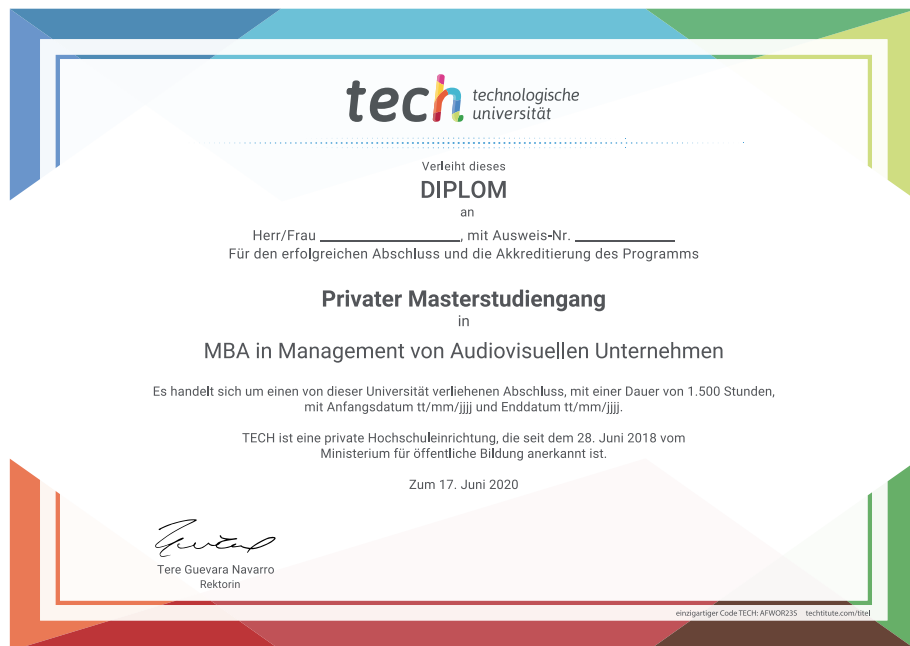 tech technologische
universität
Verleiht dieses
DIPLOM
an
Herr/Frau ____________________, mit Ausweis-Nr. ______________
Für den erfolgreichen Abschluss und die Akkreditierung des Programms
Privater Masterstudiengang
in
MBA in Management von Audiovisuellen Unternehmen
Es handelt sich um einen von dieser Universität verliehenen Abschluss, mit einer Dauer von 1.500 Stunden,
mit Anfangsdatum tt/mm/jjjj und Enddatum tt/mm/jjjj.
TECH ist eine private Hochschuleinrichtung, die seit dem 28. Juni 2018 vom
Ministerium für öffentliche Bildung anerkannt ist.
Zum 17. Juni 2020
Tere Guevara Navarro
Rektorin
einzigartiger Code TECH: AFWOR23S techtitute.com/titel